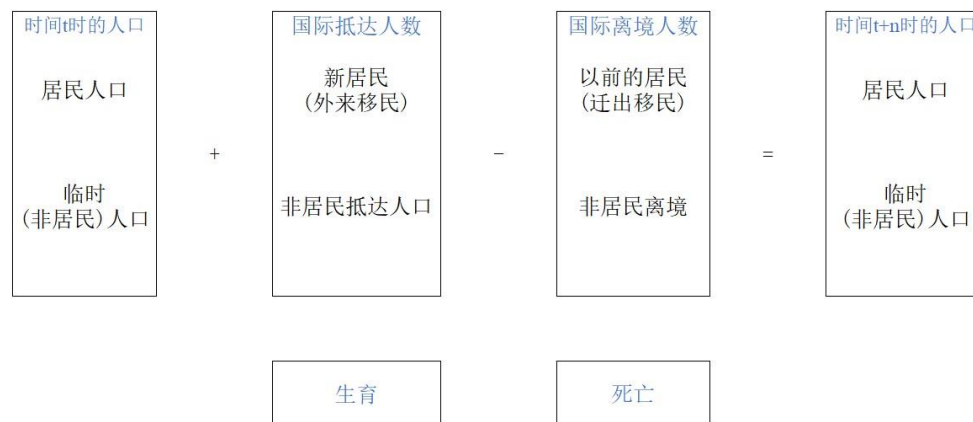 时间t时的人口
居民人口
临时
(非居民)人口
+
国际抵达人数
新居民
(外来移民)
非居民抵达人口
−
国际离境人数
以前的居民
(迁出移民)
非居民离境
=
时间t+n时的人口
居民人口
临时
(非居民)人口
生育
死亡